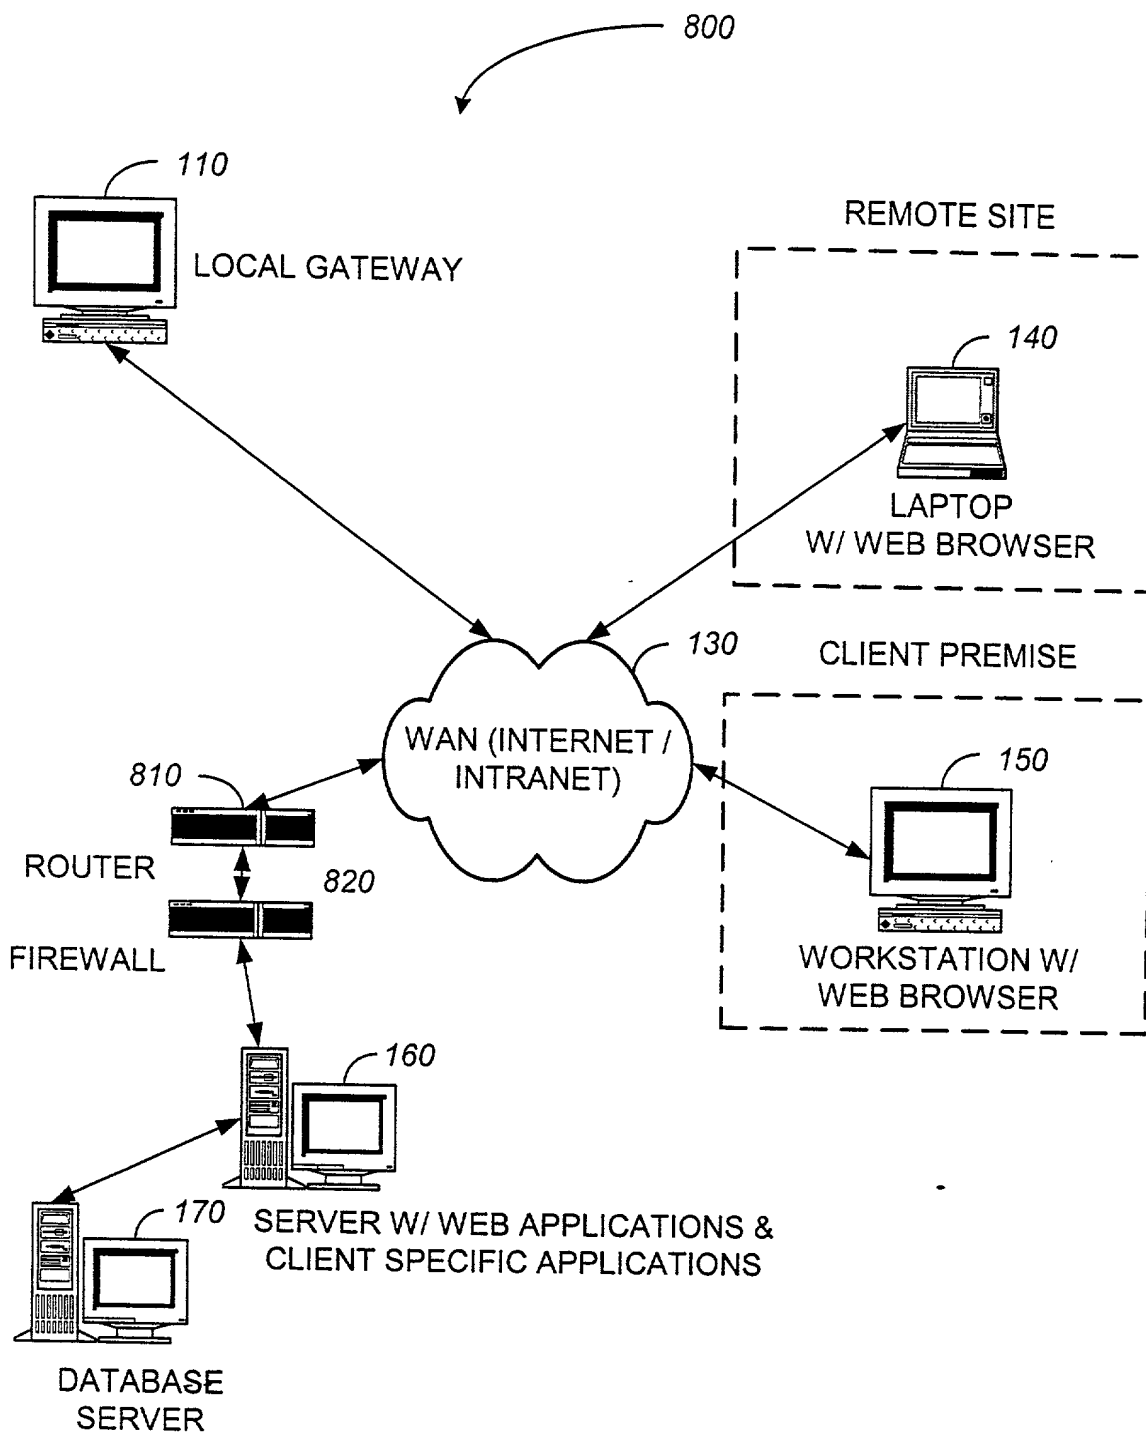 800
110
LOCAL GATEWAY
REMOTE SITE
140
LAPTOP
W/ WEB BROWSER
130
CLIENT PREMISE
WAN (INTERNET /
INTRANET)
150
810
ROUTER
820
FIREWALL
WORKSTATION W/
WEB BROWSER
160
SERVER W/ WEB APPLICATIONS &
CLIENT SPECIFIC APPLICATIONS
170
DATABASE
SERVER